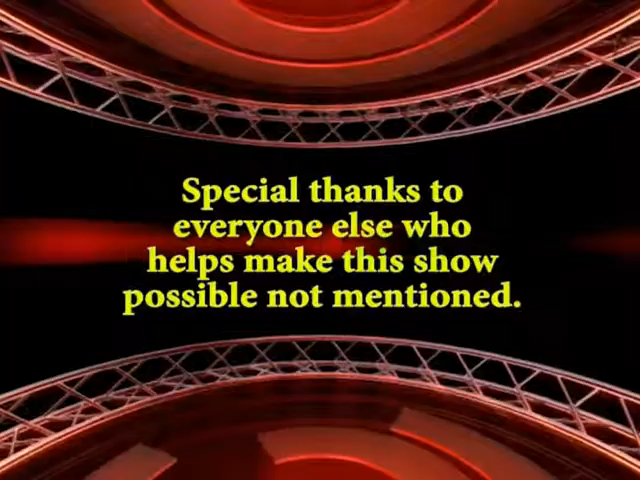 Special thanks to
everyone else who
helps make this show
possible not mentioned.